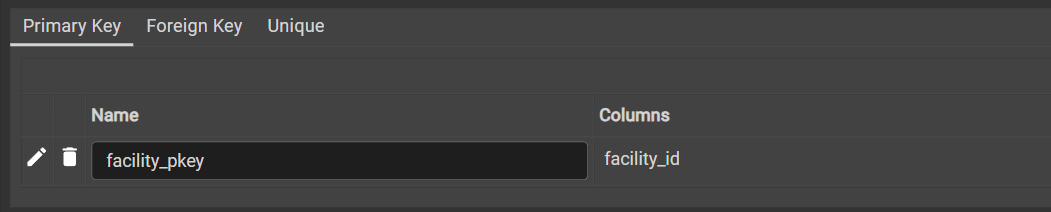 Primary Key Foreign Key Unique
Name Columns
facility_pkey facility_id